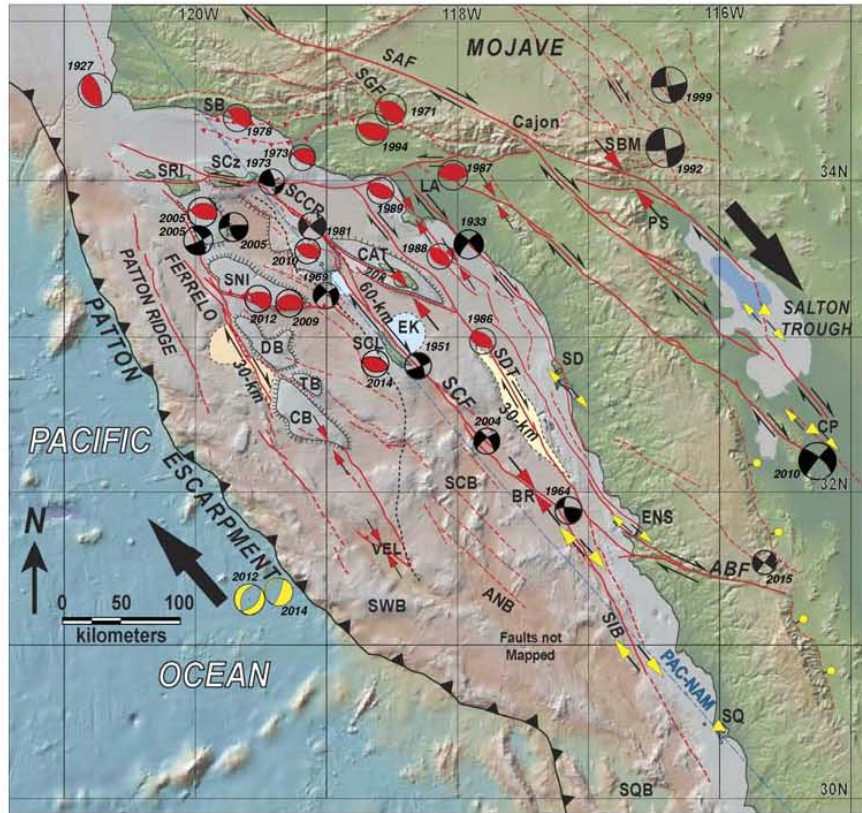 120W
118W
116W
1927
SAF
MOJAVE
SGF
1971
1999
SB
1978
1994
Cajon
SBM
1973
1992
1973
SCz
1987
34N
SRI
LA
SCCR
1989
PS
2005
2005
2005
1981
1933
2010
1988
CAT
30k
1969
FERRELO
SNI
60-km
PATTON RIDGE
PATTON
ESCARPMENT
2012
2009
EK
1986
SALTON
TROUGH
DB
SCL
1951
SDT
SD
30-km
2014
TB
SCF
CB
30-km
CP
PACIFIC
2004
2010
32N
SCB
BR
1964
ENS
N
VEL
ABF
2012
2014
2015
0 50 100
kilometers
SWB
ANB
SIB
Faults not
Mapped
OCEAN
PAC-NAM
SQ
SQB
30N